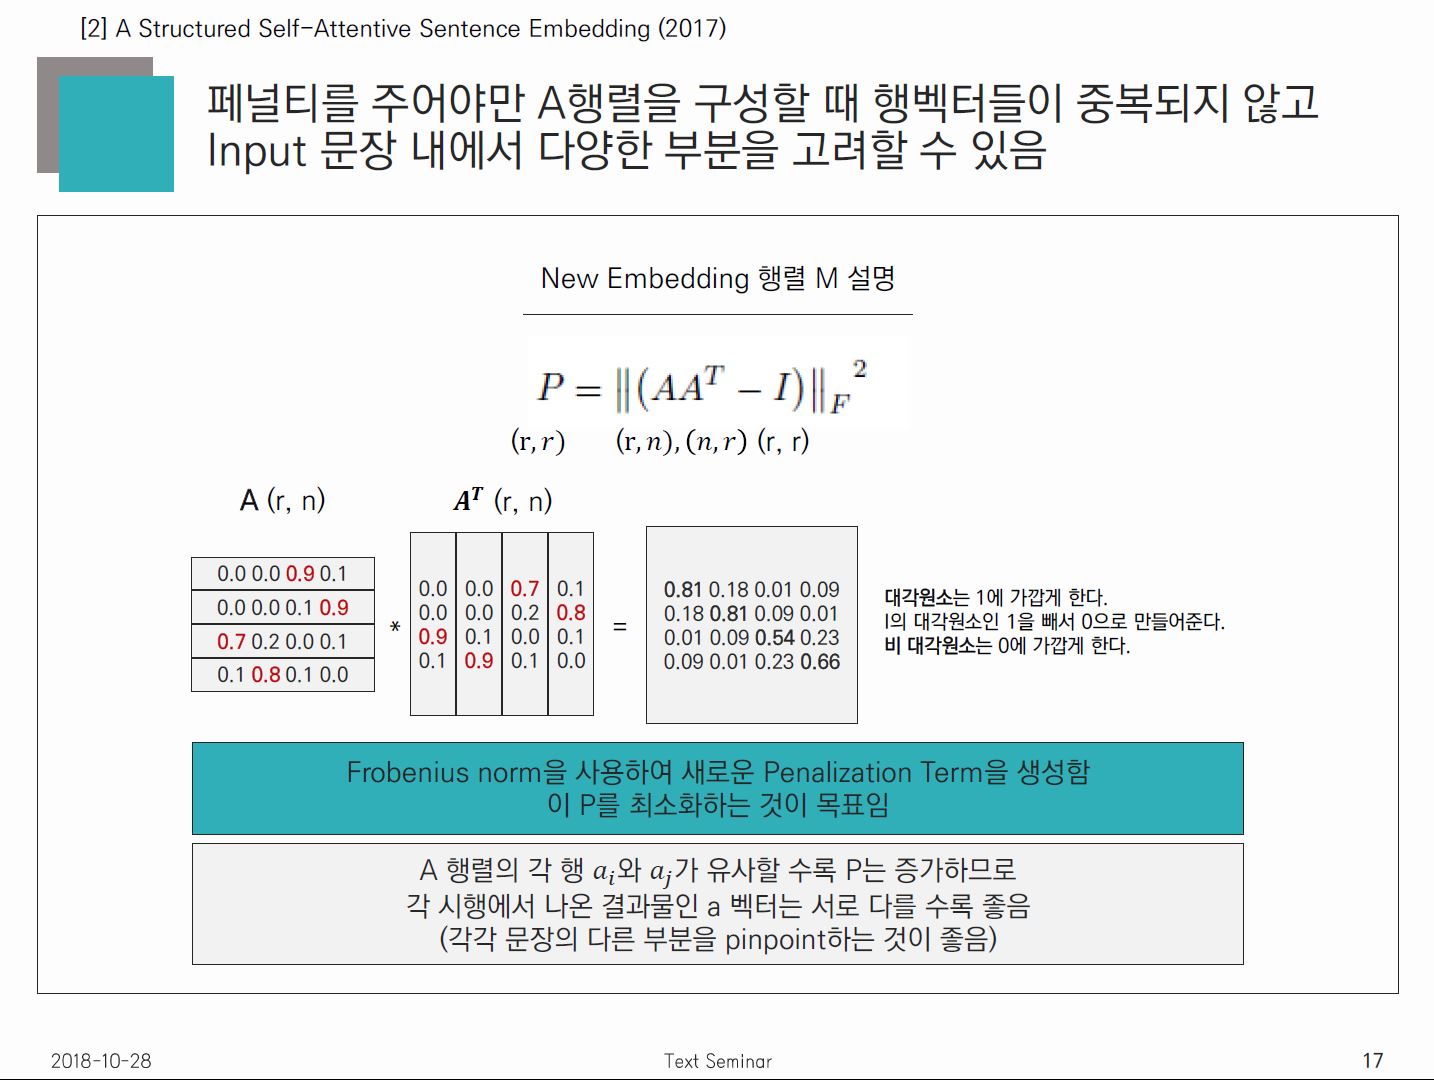 [2] A Structured Self-Attentive Sentence Embedding (2017)
페널티를 주어야만 A행렬을 구성할 때 행벡터들이 중복되지 않고
Input 문장 내에서 다양한 부분을 고려할 수 있음
New Embedding 행렬 M 설명
P = ‖(AA^T − I)‖_F^2
(r, r) (r, n), (n, r) (r, r)
A (r, n)
A^T (r, n)
0.0 0.0 0.9 0.1
0.0 0.0 0.1 0.9
0.7 0.2 0.0 0.1
0.1 0.8 0.1 0.0
*
0.0 0.0 0.7 0.1
0.0 0.0 0.2 0.8
0.9 0.1 0.0 0.1
0.1 0.9 0.1 0.0
=
0.81 0.18 0.01 0.09
0.18 0.81 0.09 0.01
0.01 0.09 0.54 0.23
0.09 0.01 0.23 0.66
대각원소는 1에 가깝게 한다.
I의 대각원소인 1을 빼서 0으로 만들어준다.
비 대각원소는 0에 가깝게 한다.
Frobenius norm을 사용하여 새로운 Penalization Term을 생성함
이 P를 최소화하는 것이 목표임
A 행렬의 각 행 a_i와 a_j가 유사할 수록 P는 증가하므로
각 시행에서 나온 결과물인 a 벡터는 서로 다를 수록 좋음
(각각 문장의 다른 부분을 pinpoint하는 것이 좋음)
2018-10-28
Text Seminar
17